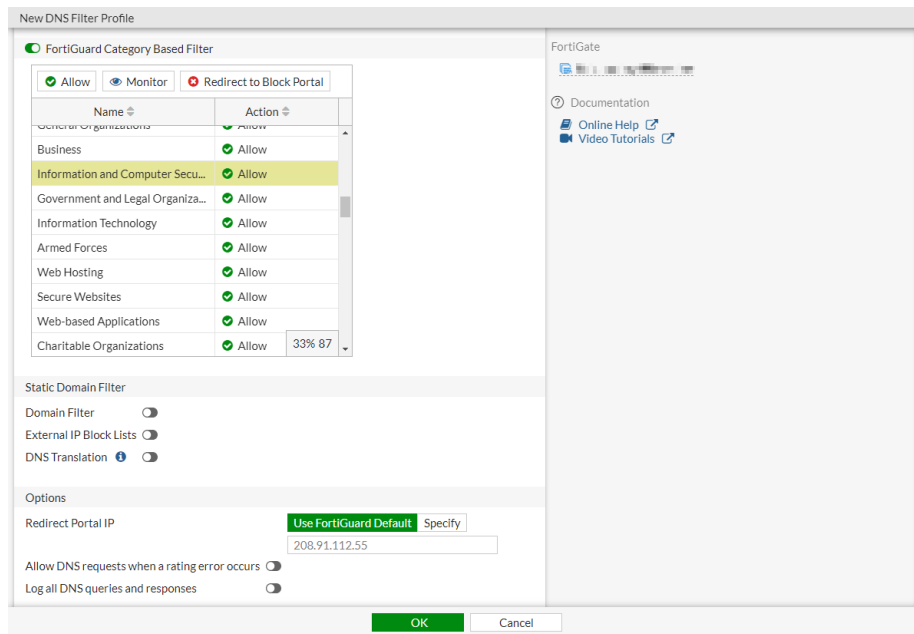 New DNS Filter Profile
FortiGuard Category Based Filter
Allow Monitor Redirect to Block Portal
Name Action
General Organizations Allow
Business Allow
Information and Computer Secu... Allow
Government and Legal Organiza... Allow
Information Technology Allow
Armed Forces Allow
Web Hosting Allow
Secure Websites Allow
Web-based Applications Allow
Charitable Organizations Allow 33% 87
Static Domain Filter
Domain Filter
External IP Block Lists
DNS Translation
Options
Redirect Portal IP Use FortiGuard Default Specify
208.91.112.55
Allow DNS requests when a rating error occurs
Log all DNS queries and responses
FortiGate
Documentation
Online Help
Video Tutorials
OK Cancel